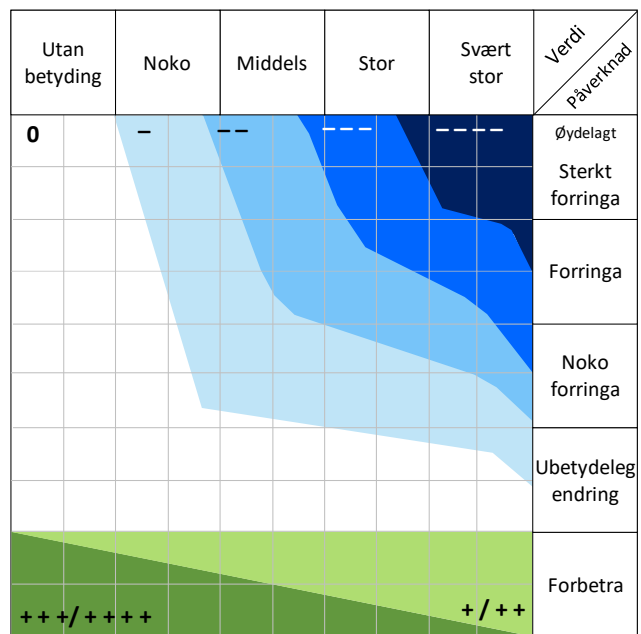 Utan
betyding
Noko
Middels
Stor
Svært
stor
Verdi
Påverknad
0
–
– –
– – –
– – – –
Øydelagt
Sterkt
forringa
Forringa
Noko
forringa
Ubetydeleg
endring
Forbetra
+ + + / + + + +
+ / + +